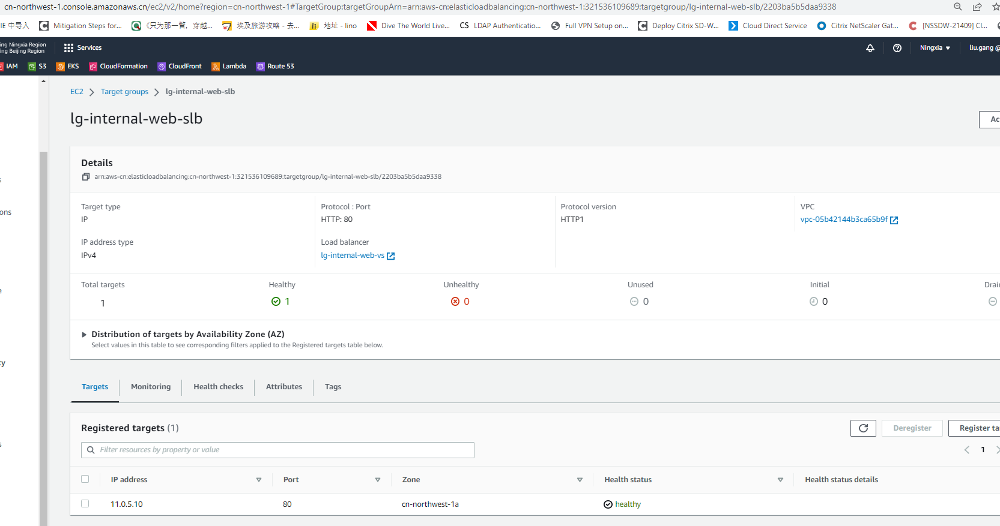 cn-northwest-1.console.amazonaws.cn/ec2/v2/home?region=cn-northwest-1#TargetGroup:targetGroupArn=arn:aws-cn:elasticloadbalancing:cn-northwest-1:321536109689:targetgroup/lg-internal-web-slb/2203ba5b5daa9338
IE 中导入 Mitigation Steps for... 《只为那一瞥，穿越... 埃及旅游攻略 - 去... 地址 - lino Dive The World Live... CS LDAP Authenticatio... Full VPN Setup on... Deploy Citrix SD-W... Cloud Direct Service Citrix NetScaler Gat... [NSSDW-21409] Cl...
ing Ningxia Region
ing Beijing Region
Services
Ningxia
liu.gang @
IAM S3 EKS CloudFormation CloudFront Lambda Route 53
EC2 Target groups lg-internal-web-slb
lg-internal-web-slb
Ac
s
ons
e
cy
s
Details
arn:aws-cn:elasticloadbalancing:cn-northwest-1:321536109689:targetgroup/lg-internal-web-slb/2203ba5b5daa9338
Target type Protocol : Port Protocol version VPC
IP HTTP: 80 HTTP1 vpc-05b42144b3ca65b9f
IP address type Load balancer
IPv4 lg-internal-web-vs
Total targets Healthy Unhealthy Unused Initial Drai
1 1 0 0 0
Distribution of targets by Availability Zone (AZ)
Select values in this table to see corresponding filters applied to the Registered targets table below.
Targets Monitoring Health checks Attributes Tags
Registered targets (1)
Deregister
Register ta
Filter resources by property or value
1
IP address Port Zone Health status Health status details
11.0.5.10 80 cn-northwest-1a healthy